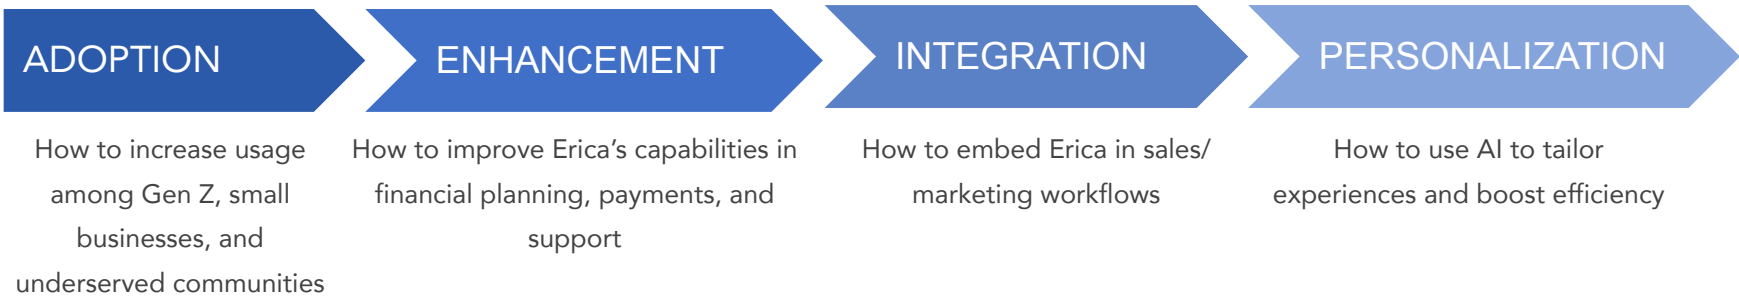 ADOPTION
How to increase usage
among Gen Z, small
businesses, and
underserved communities
ENHANCEMENT
How to improve Erica’s capabilities in
financial planning, payments, and
support
INTEGRATION
How to embed Erica in sales/
marketing workflows
PERSONALIZATION
How to use AI to tailor
experiences and boost efficiency